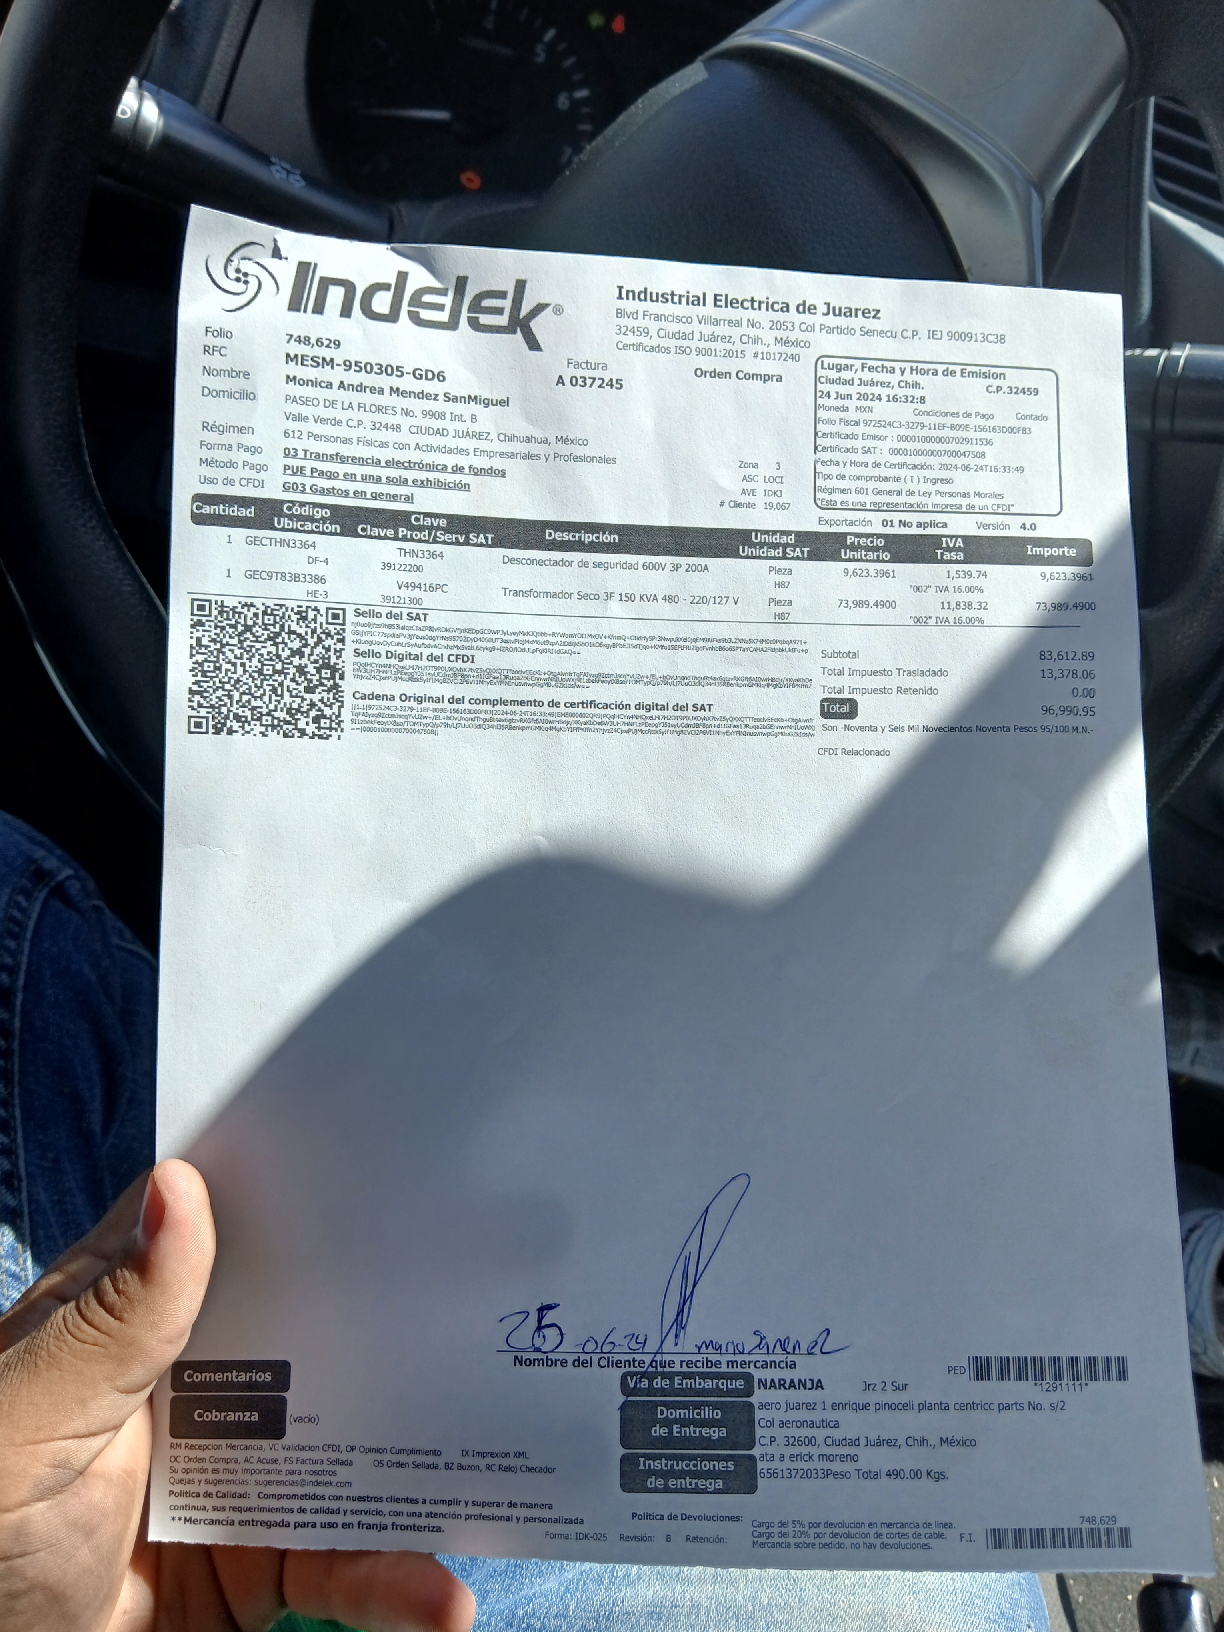 Indelek®
Industrial Electrica de Juarez
Blvd Francisco Villarreal No. 2053 Col Partido Senecu C.P. IEJ 900913C38
32459, Ciudad Juárez, Chih., México
Certificados ISO 9001:2015 #1017240
Folio 748,629
RFC MESM-950305-GD6
Nombre Monica Andrea Mendez SanMiguel
Domicilio PASEO DE LA FLORES No. 9908 Int. B
Valle Verde C.P. 32448 CIUDAD JUÁREZ, Chihuahua, México
Régimen 612 Personas Físicas con Actividades Empresariales y Profesionales
Forma Pago 03 Transferencia electrónica de fondos
Método Pago PUE Pago en una sola exhibición
Uso de CFDI G03 Gastos en general
Factura
A 037245
Orden Compra
Zona 3
ASC LOCI
AVE IDKJ
# Cliente 19,067
Lugar, Fecha y Hora de Emision
Ciudad Juárez, Chih. C.P.32459
24 Jun 2024 16:32:8
Moneda MXN Condiciones de Pago Contado
Folio Fiscal 972524C3-3279-11EF-B09E-156163D00FB3
Certificado Emisor : 00001000000702911536
Certificado SAT : 00001000000700047508
Fecha y Hora de Certificación: 2024-06-24T16:33:49
Tipo de comprobante ( I ) Ingreso
Régimen 601 General de Ley Personas Morales
"Esta es una representación impresa de un CFDI"
Exportación 01 No aplica Versión 4.0
Cantidad Código Ubicación Clave Clave Prod/Serv SAT Descripción Unidad Unidad SAT Precio Unitario IVA Tasa Importe
1 GECTHN3364 THN3364 Desconectador de seguridad 600V 3P 200A Pieza 9,623.3961 1,539.74 9,623.3961
DF-4 39122200 H87 "002" IVA 16.00%
1 GEC9T83B3386 V49416PC Transformador Seco 3F 150 KVA 480 - 220/127 V Pieza 73,989.4900 11,838.32 73,989.4900
HE-3 39121300 H87 "002" IVA 16.00%
Sello del SAT
Sello Digital del CFDI
Cadena Original del complemento de certificación digital del SAT
Subtotal 83,612.89
Total Impuesto Trasladado 13,378.06
Total Impuesto Retenido 0.00
Total 96,990.95
Son -Noventa y Seis Mil Novecientos Noventa Pesos 95/100 M.N.-
CFDI Relacionado
25-06-24
Nombre del Cliente que recibe mercancía
Comentarios
Cobranza (vacio)
Vía de Embarque NARANJA Jrz 2 Sur
PED *1291111*
Domicilio de Entrega
aero juarez 1 enrique pinoceli planta centricc parts No. s/2
Col aeronautica
C.P. 32600, Ciudad Juárez, Chih., México
Instrucciones de entrega
ata a erick moreno
6561372033Peso Total 490.00 Kgs.
RM Recepcion Mercancia, VC Validacion CFDI, OP Opinion Cumplimiento IX Imprexion XML
OC Orden Compra, AC Acuse, FS Factura Sellada OS Orden Sellada, BZ Buzon, RC Reloj Checador
Su opinión es muy importante para nosotros
Quejas y sugerencias: sugerencias@indelek.com
Politica de Calidad: Comprometidos con nuestros clientes a cumplir y superar de manera
continua, sus requerimientos de calidad y servicio, con una atención profesional y personalizada
**Mercancía entregada para uso en franja fronteriza.
Forma: IDK-025 Revisión: B Retención:
Politica de Devoluciones:
Cargo del 5% por devolucion en mercancia de linea.
Cargo del 20% por devolucion de cortes de cable.
Mercancia sobre pedido, no hay devoluciones.
F.I. 748,629